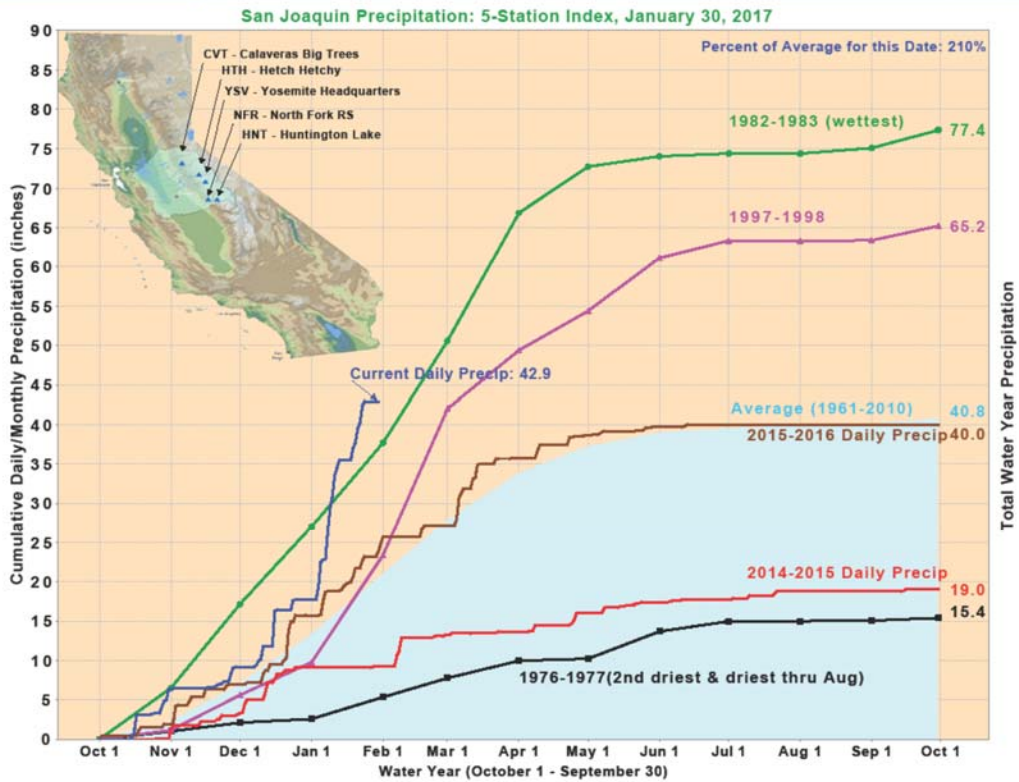 San Joaquin Precipitation: 5-Station Index, January 30, 2017
Percent of Average for this Date: 210%
CVT - Calaveras Big Trees
HTH - Hetch Hetchy
YSV - Yosemite Headquarters
NFR - North Fork RS
HNT - Huntington Lake
Cumulative Daily/Monthly Precipitation (inches)
90
85
80
75
70
65
60
55
50
45
40
35
30
25
20
15
10
5
0
1982-1983 (wettest)
77.4
1997-1998
65.2
Current Daily Precip: 42.9
Average (1961-2010)
40.8
2015-2016 Daily Precip
40.0
2014-2015 Daily Precip
19.0
15.4
1976-1977(2nd driest & driest thru Aug)
Total Water Year Precipitation
Oct 1 Nov 1 Dec 1 Jan 1 Feb 1 Mar 1 Apr 1 May 1 Jun 1 Jul 1 Aug 1 Sep 1 Oct 1
Water Year (October 1 - September 30)